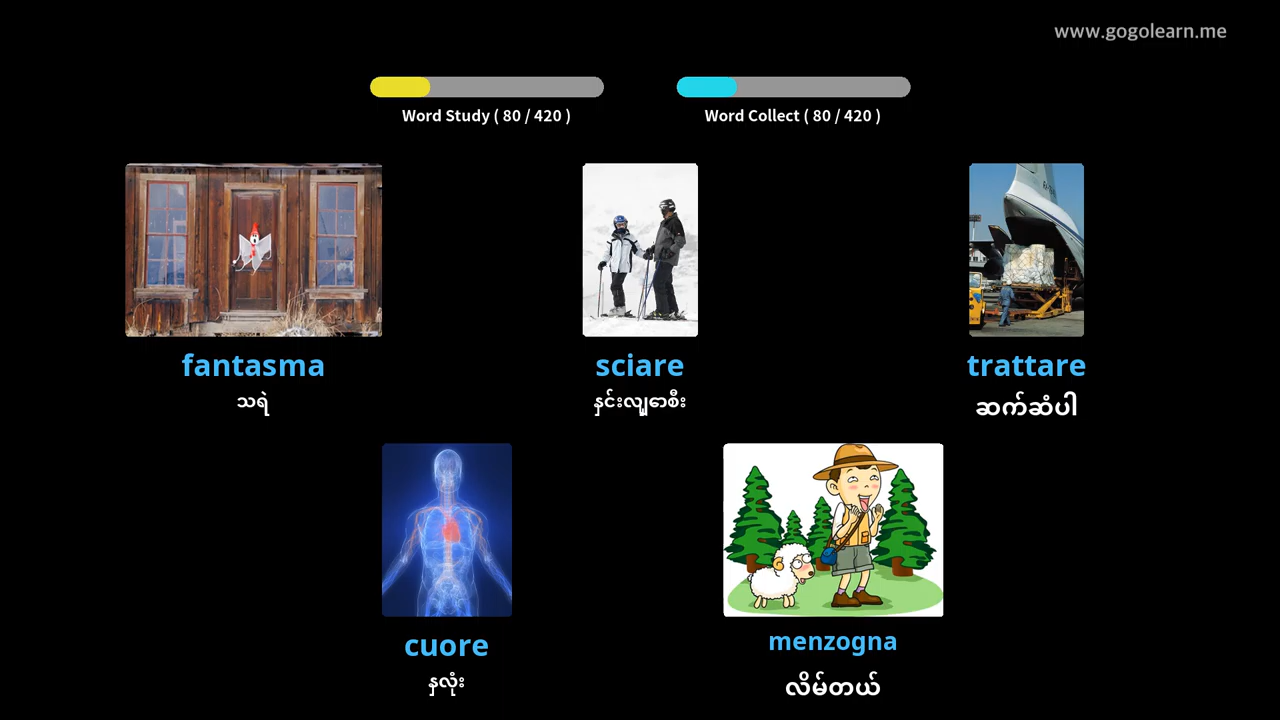 www.gogolearn.me
Word Study ( 80 / 420 )
Word Collect ( 80 / 420 )
fantasma
သရဲ
sciare
နှင်းလျှောစီး
trattare
ဆက်ဆံပါ
cuore
နှလုံး
menzogna
လိမ်တယ်